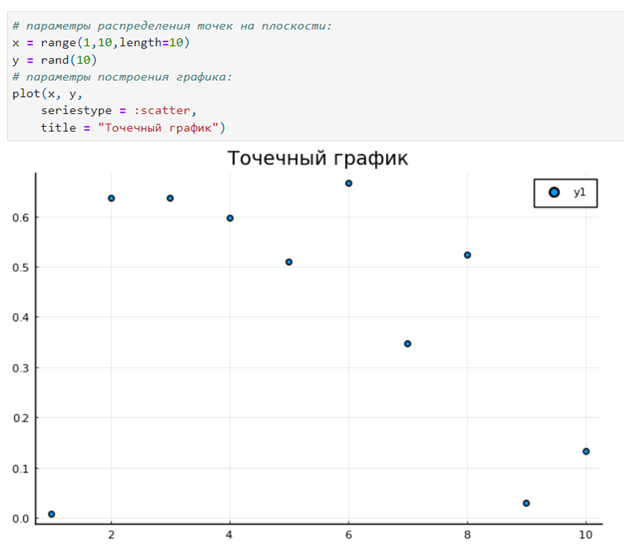 # параметры распределения точек на плоскости:
x = range(1,10,length=10)
y = rand(10)
# параметры построения графика:
plot(x, y,
    seriestype = :scatter,
    title = "Точечный график")
Точечный график
y1
0.6
0.5
0.4
0.3
0.2
0.1
0.0
2 4 6 8 10